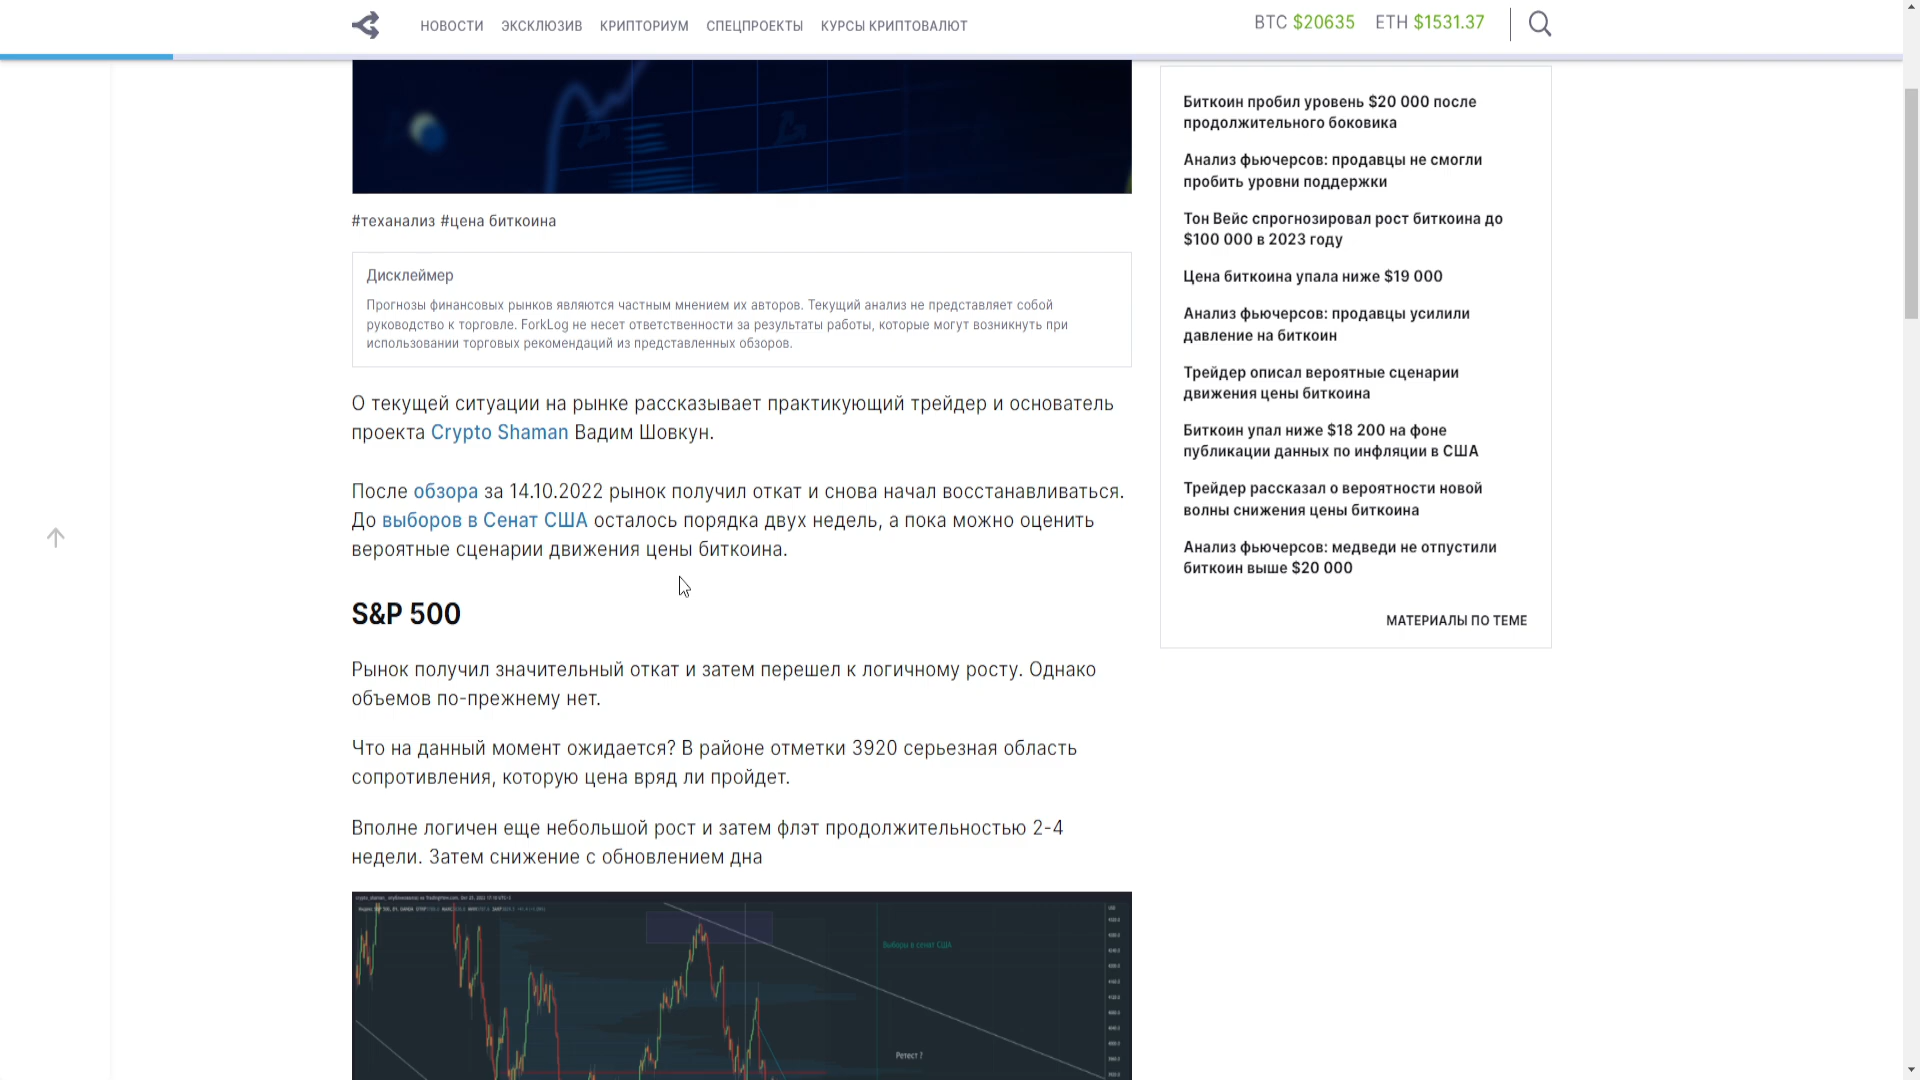 НОВОСТИ ЭКСКЛЮЗИВ КРИПТОРИУМ СПЕЦПРОЕКТЫ КУРСЫ КРИПТОВАЛЮТ
BTC $20635 ETH $1531.37
#теханализ #цена биткоина
Дисклеймер
Прогнозы финансовых рынков являются частным мнением их авторов. Текущий анализ не представляет собой
руководство к торговле. ForkLog не несет ответственности за результаты работы, которые могут возникнуть при
использовании торговых рекомендаций из представленных обзоров.
О текущей ситуации на рынке рассказывает практикующий трейдер и основатель
проекта Crypto Shaman Вадим Шовкун.
После обзора за 14.10.2022 рынок получил откат и снова начал восстанавливаться.
До выборов в Сенат США осталось порядка двух недель, а пока можно оценить
вероятные сценарии движения цены биткоина.
S&P 500
Рынок получил значительный откат и затем перешел к логичному росту. Однако
объемов по-прежнему нет.
Что на данный момент ожидается? В районе отметки 3920 серьезная область
сопротивления, которую цена вряд ли пройдет.
Вполне логичен еще небольшой рост и затем флэт продолжительностью 2-4
недели. Затем снижение с обновлением дна
Выборы в сенат США
Ретест ?
Биткоин пробил уровень $20 000 после
продолжительного боковика
Анализ фьючерсов: продавцы не смогли
пробить уровни поддержки
Тон Вейс спрогнозировал рост биткоина до
$100 000 в 2023 году
Цена биткоина упала ниже $19 000
Анализ фьючерсов: продавцы усилили
давление на биткоин
Трейдер описал вероятные сценарии
движения цены биткоина
Биткоин упал ниже $18 200 на фоне
публикации данных по инфляции в США
Трейдер рассказал о вероятности новой
волны снижения цены биткоина
Анализ фьючерсов: медведи не отпустили
биткоин выше $20 000
МАТЕРИАЛЫ ПО ТЕМЕ